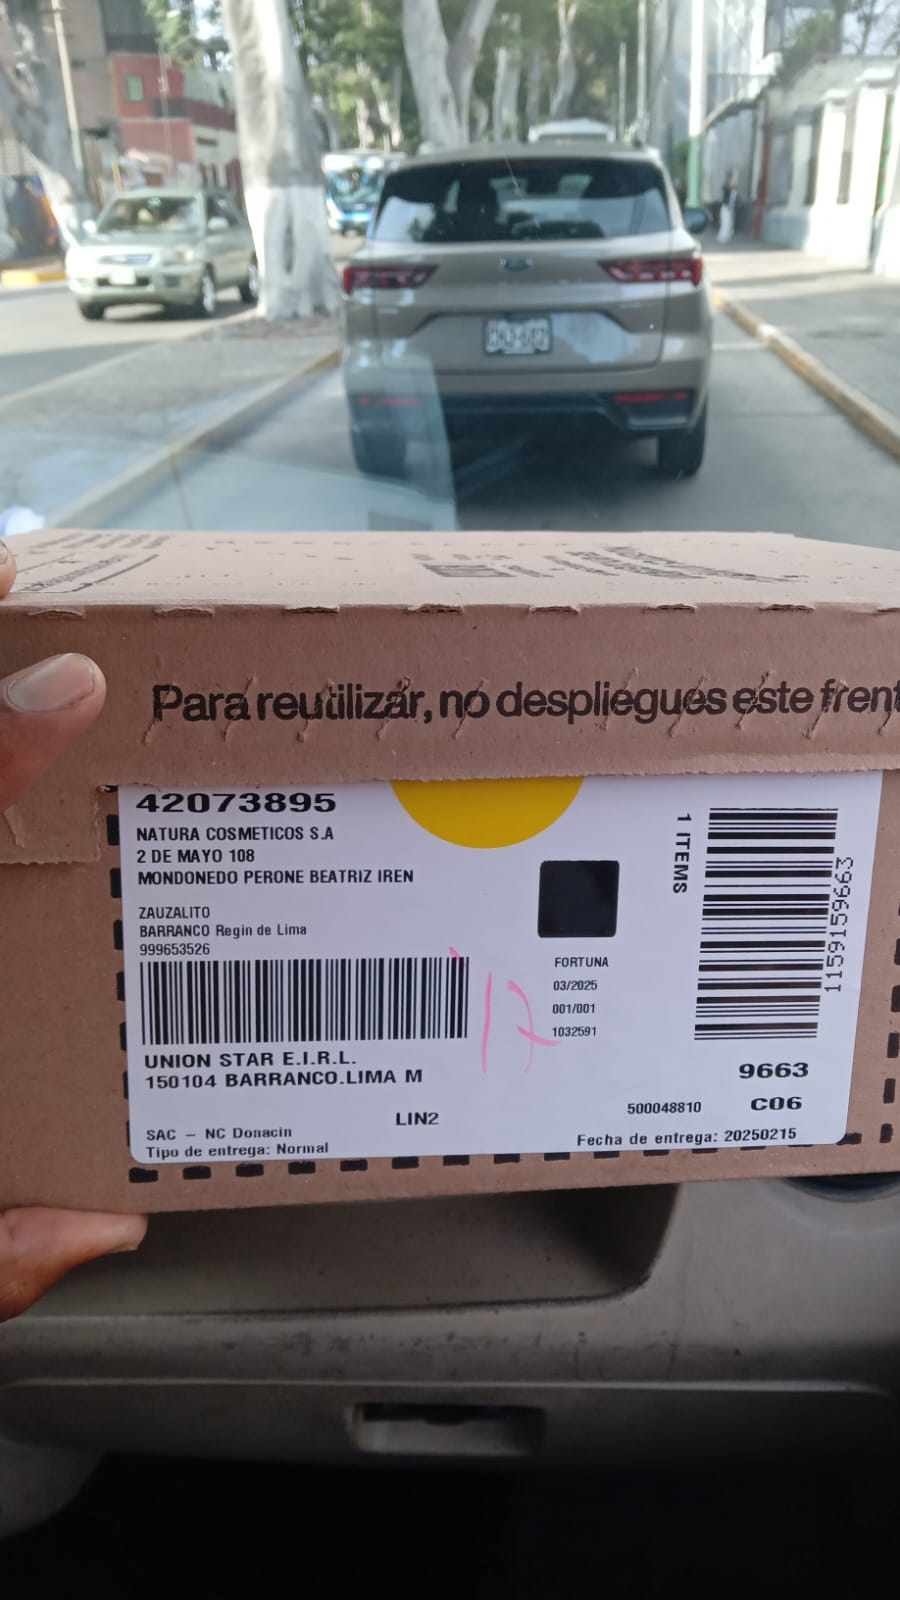 Para reutilizar, no despliegues este frent
42073895
NATURA COSMETICOS S.A
2 DE MAYO 108
MONDONEDO PERONE BEATRIZ IREN
ZAUZALITO
BARRANCO Regin de Lima
999653526
UNION STAR E.I.R.L.
150104 BARRANCO.LIMA M
LIN2
SAC – NC Donacin
Tipo de entrega: Normal
17
FORTUNA
03/2025
001/001
1032591
1 ITEMS
1159159663
9663
500048810
C06
Fecha de entrega: 20250215